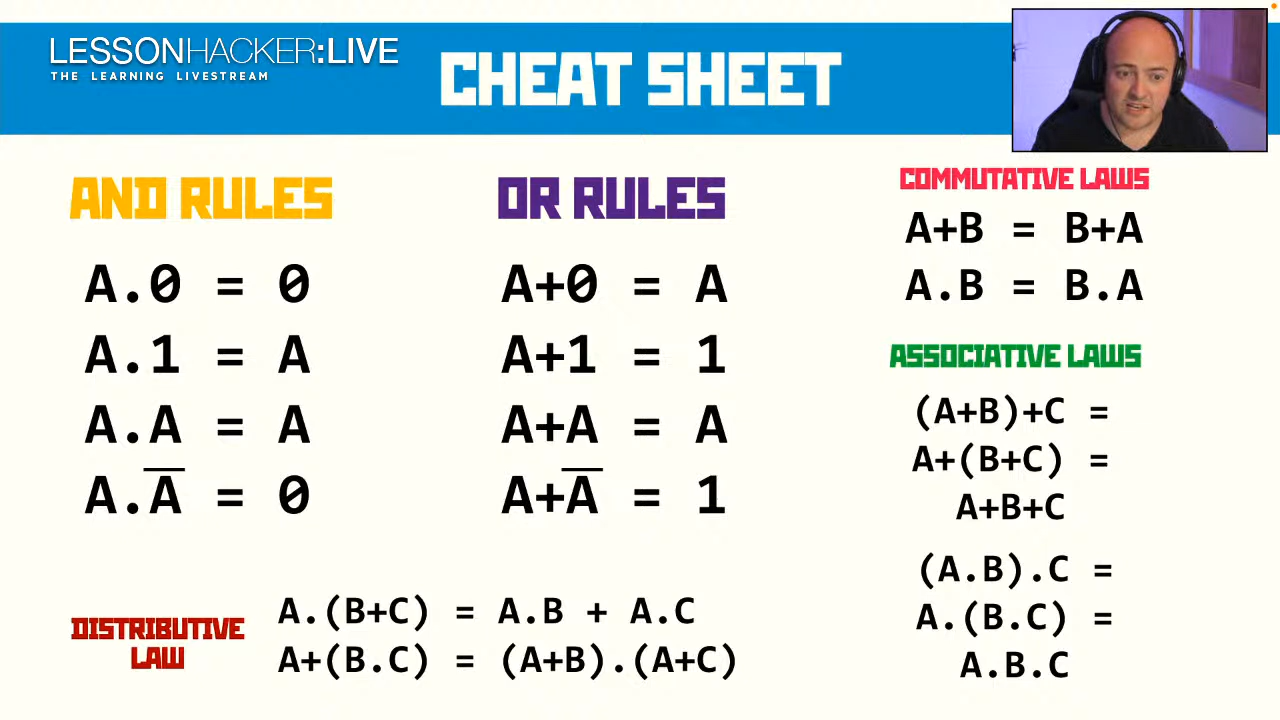 LESSONHACKER:LIVE
THE LEARNING LIVESTREAM
CHEAT SHEET
AND RULES
A.0 = 0
A.1 = A
A.A = A
A.A̅ = 0
OR RULES
A+0 = A
A+1 = 1
A+A = A
A+A̅ = 1
COMMUTATIVE LAWS
A+B = B+A
A.B = B.A
ASSOCIATIVE LAWS
(A+B)+C =
A+(B+C) =
A+B+C
(A.B).C =
A.(B.C) =
A.B.C
DISTRIBUTIVE
LAW
A.(B+C) = A.B + A.C
A+(B.C) = (A+B).(A+C)